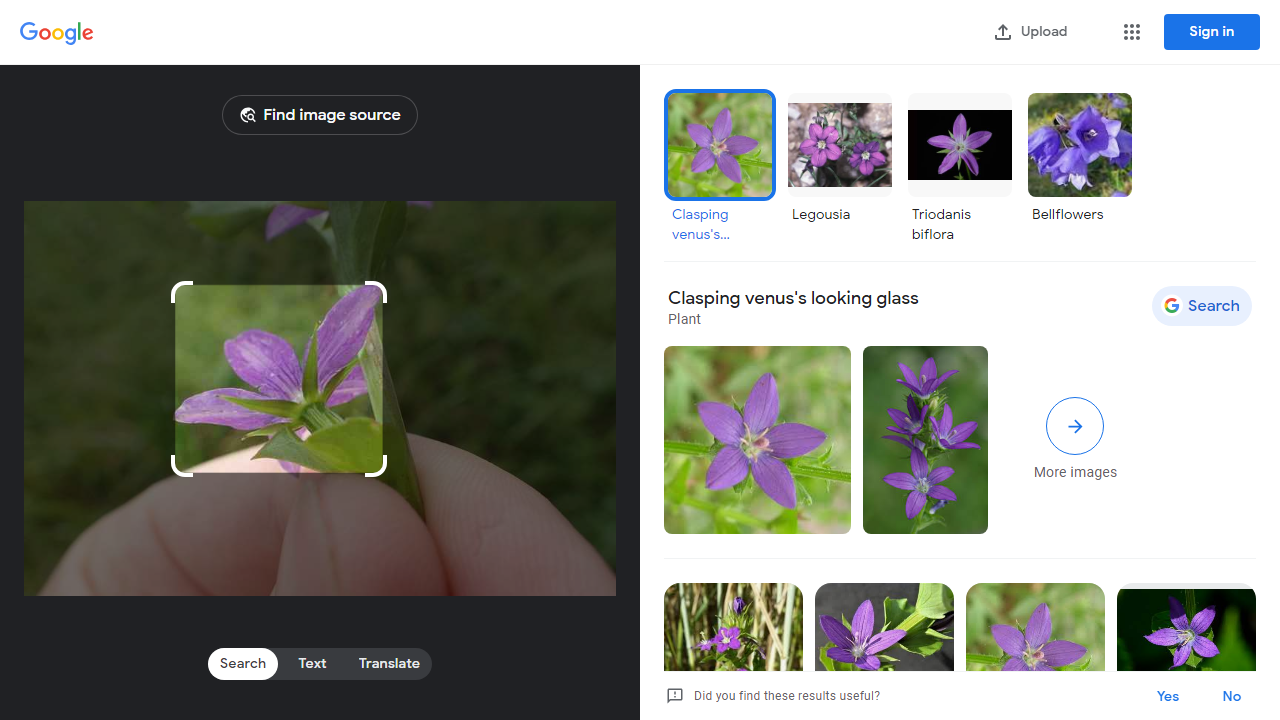 Google
Upload
Sign in
Find image source
Clasping
venus's...
Legousia
Triodanis
biflora
Bellflowers
Clasping venus's looking glass
Plant
Search
More images
Search
Text
Translate
Did you find these results useful?
Yes
No